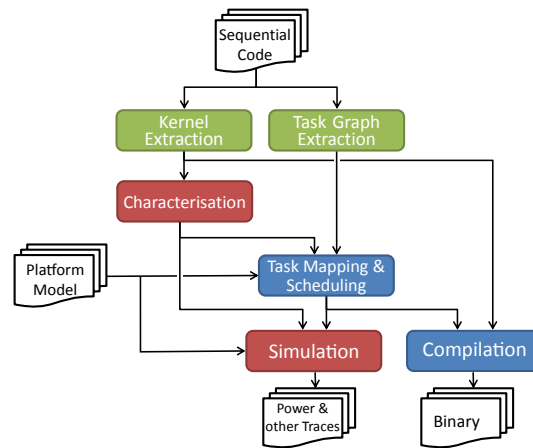 Sequential
Code
Kernel
Extraction
Task Graph
Extraction
Characterisation
Platform
Model
Task Mapping &
Scheduling
Simulation
Compilation
Power &
other Traces
Binary